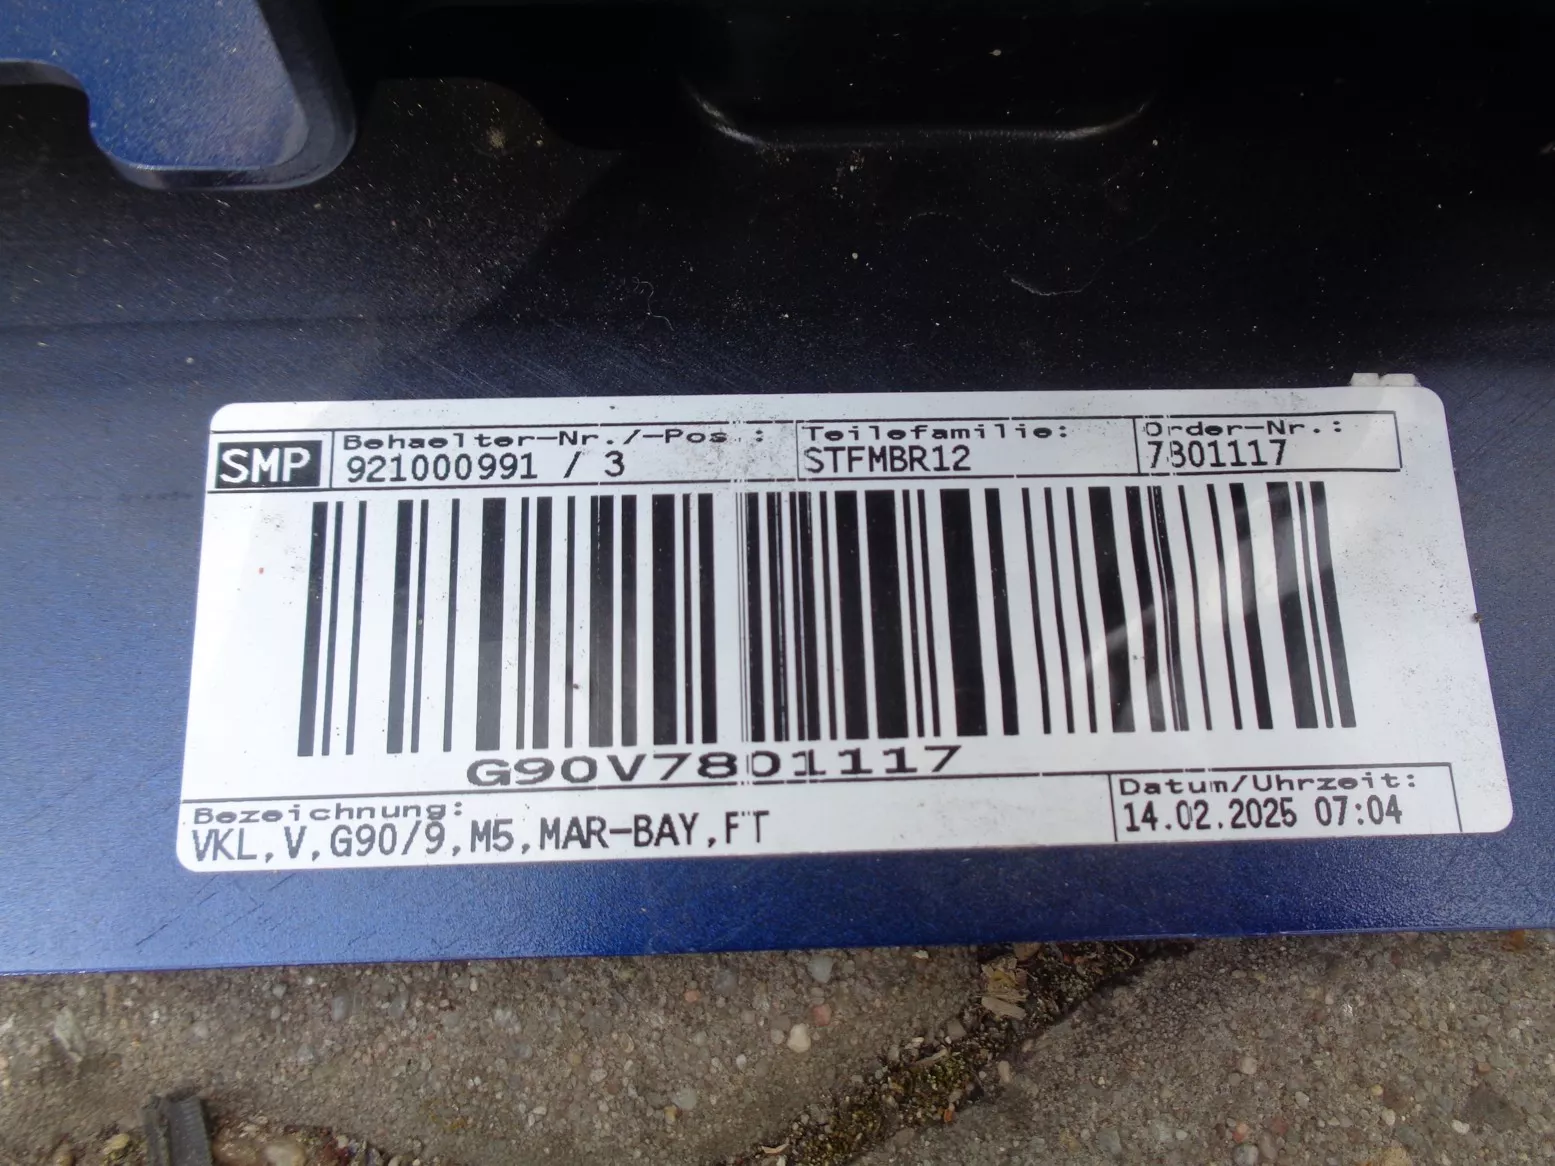 SMP
Behaelter-Nr./-Pos.: Teilefamilie: Order-Nr.:
921000991 / 3 STFMBR12 7801117
G90V7801117
Bezeichnung: Datum/Uhrzeit:
VKL,V,G90/9,M5,MAR-BAY,FT 14.02.2025 07:04